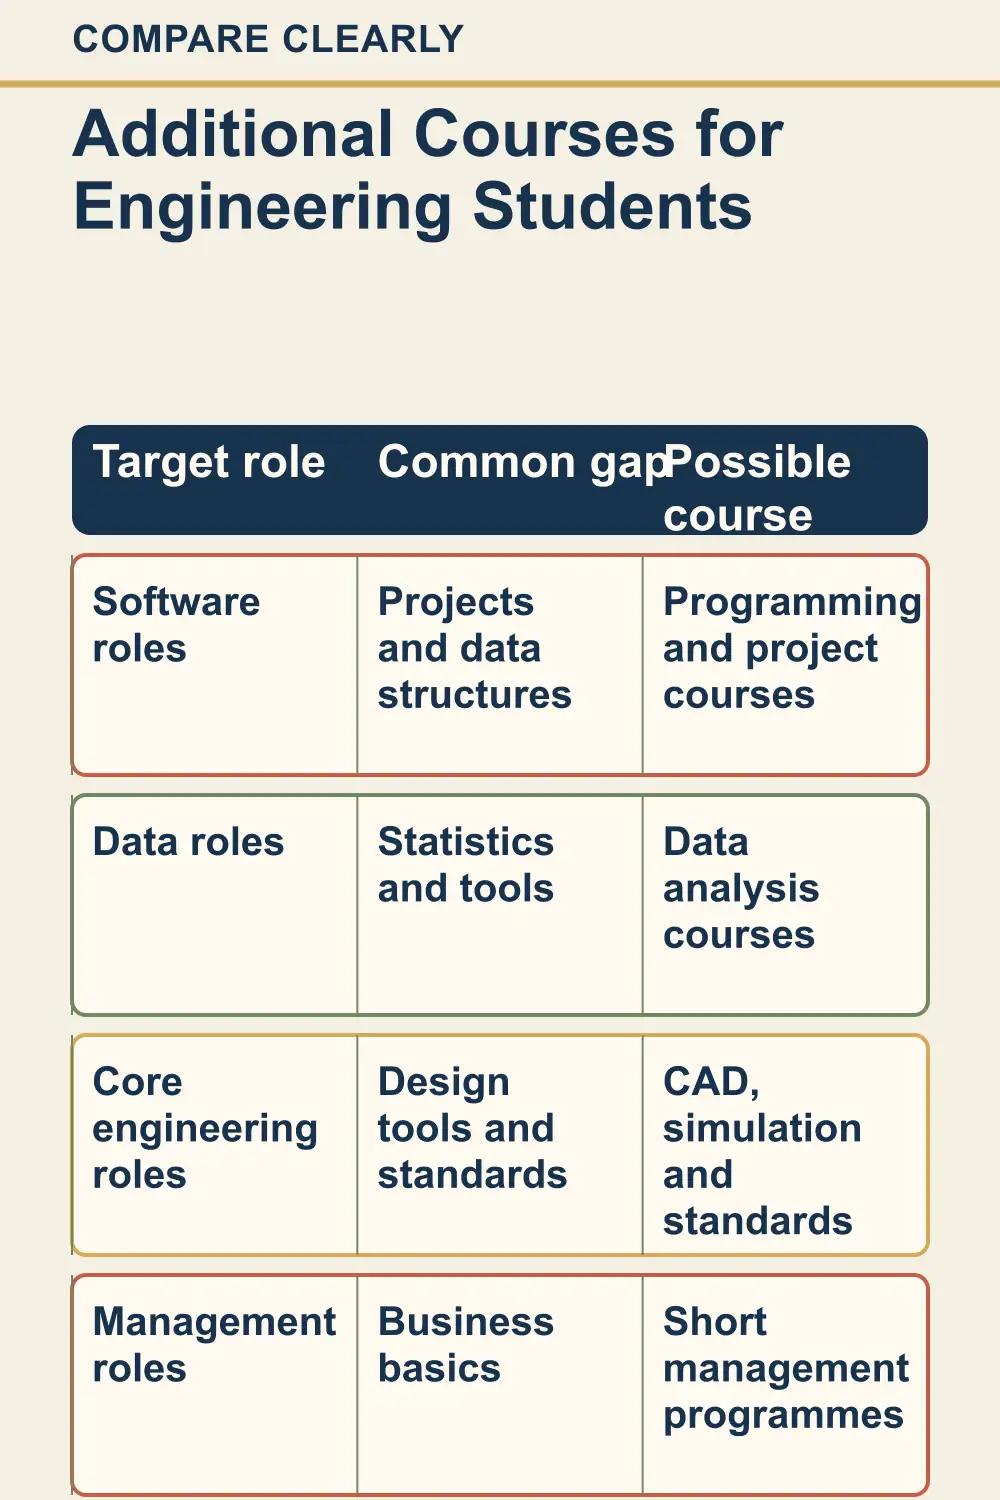 COMPARE CLEARLY
Additional Courses for
Engineering Students
Target role
Common gap
Possible
course
Software
roles
Projects
and data
structures
Programming
and project
courses
Data roles
Statistics
and tools
Data
analysis
courses
Core
engineering
roles
Design
tools and
standards
CAD,
simulation
and
standards
Management
roles
Business
basics
Short
management
programmes